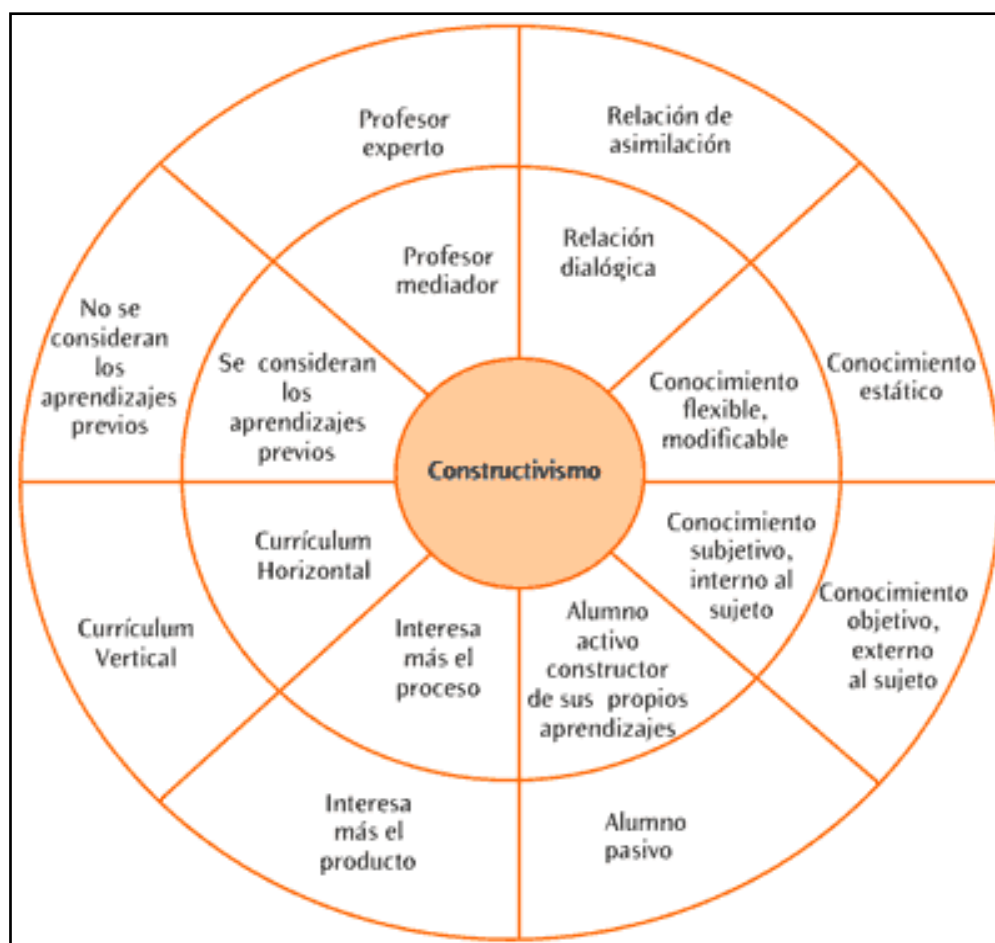 Profesor
experto
Relación de
asimilación
Profesor
mediador
Relación
dialógica
No se
consideran
los
aprendizajes
previos
Se consideran
los
aprendizajes
previos
Conocimiento
flexible,
modificable
Conocimiento
estático
Constructivismo
Currículum
Vertical
Currículum
Horizontal
Interesa
más el
proceso
Alumno
activo
constructor
de sus propios
aprendizajes
Conocimiento
subjetivo,
interno al
sujeto
Conocimiento
objetivo,
externo
al sujeto
Interesa
más el
producto
Alumno
pasivo